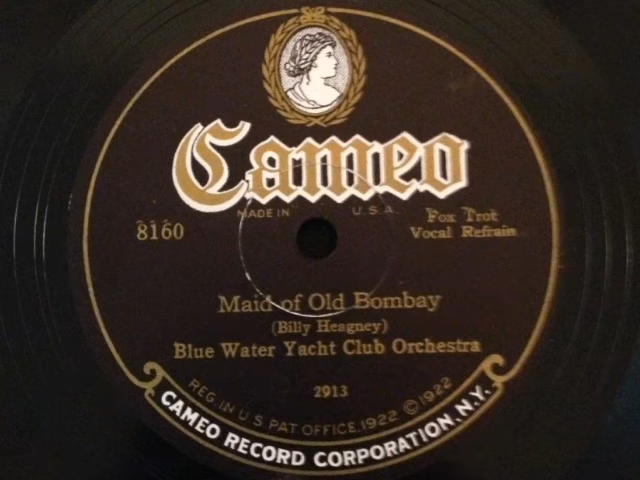 Cameo
MADE IN U.S.A.
8160
Fox Trot
Vocal Refrain
Maid of Old Bombay
(Billy Heagney)
Blue Water Yacht Club Orchestra
2913
REG. IN U.S. PAT OFFICE, 1922 © 1922
CAMEO RECORD CORPORATION, N.Y.